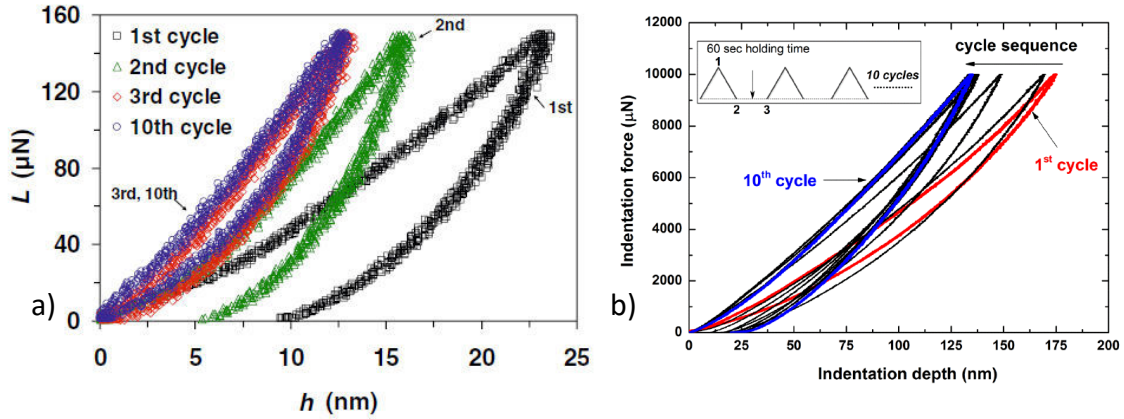 a)
L (µN)
160
120
80
40
0
1st cycle
2nd cycle
3rd cycle
10th cycle
2nd
1st
3rd, 10th
0 5 10 15 20 25
h (nm)
b)
Indentation force (µN)
12000
10000
8000
6000
4000
2000
0
60 sec holding time
1
2
3
10 cycles
cycle sequence
10th cycle
1st cycle
0 25 50 75 100 125 150 175 200
Indentation depth (nm)